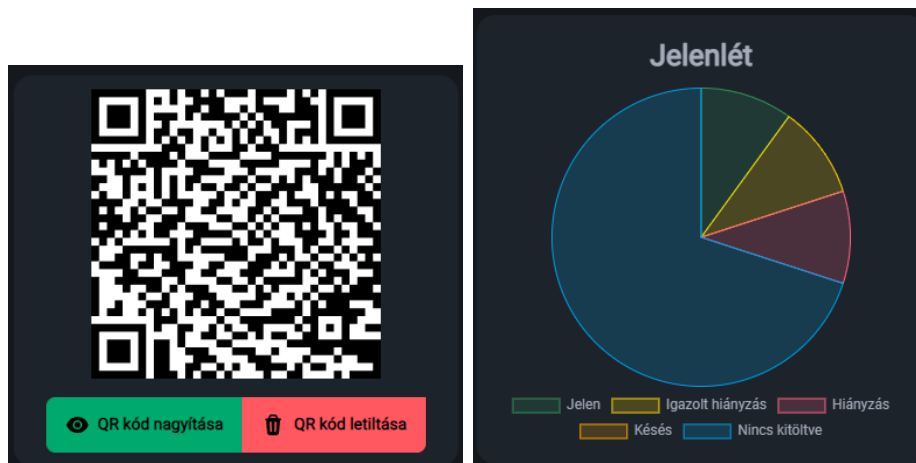 QR kód nagyítása
QR kód letiltása
Jelenlét
Jelen
Igazolt hiányzás
Hiányzás
Késés
Nincs kitöltve